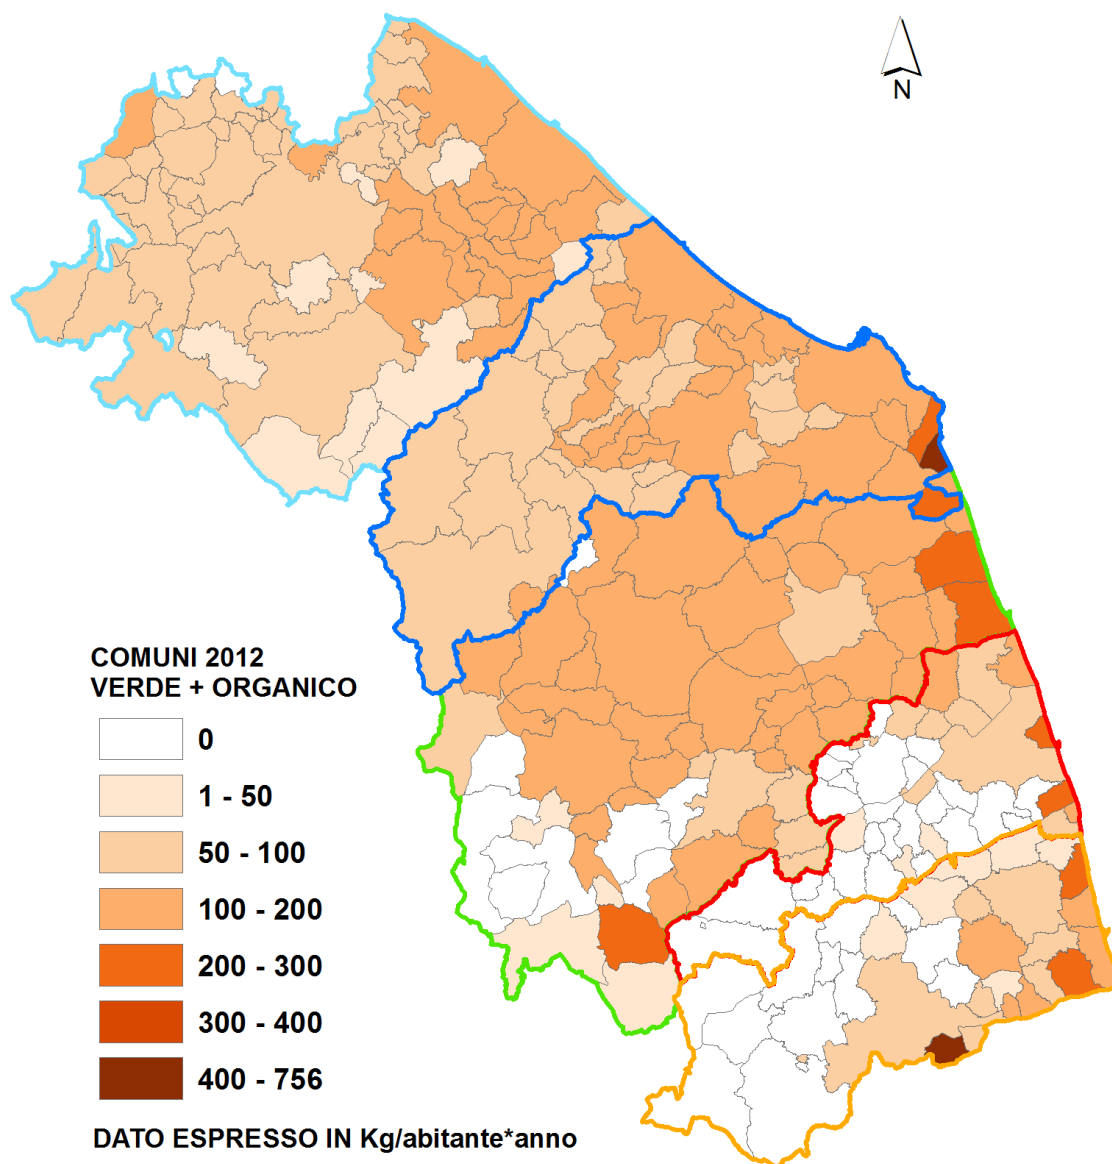 N
COMUNI 2012
VERDE + ORGANICO
0
1 - 50
50 - 100
100 - 200
200 - 300
300 - 400
400 - 756
DATO ESPRESSO IN Kg/abitante*anno